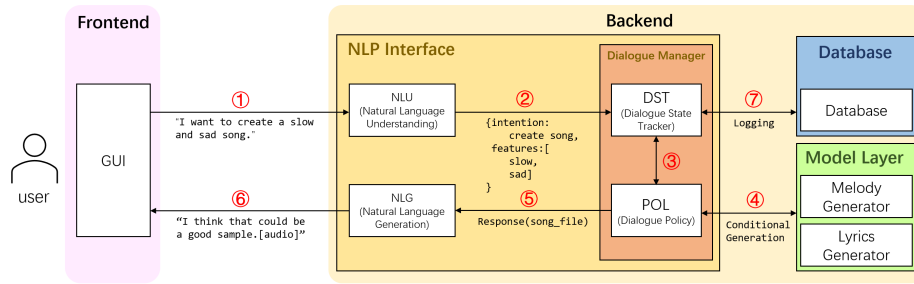 Frontend
Backend
NLP Interface
Dialogue Manager
Database
①
"I want to create a slow
and sad song."
NLU
(Natural Language
Understanding)
②
{intention:
create song,
features:[
slow,
sad]
}
DST
(Dialogue State
Tracker)
⑦
Logging
Database
GUI
user
③
Model Layer
⑥
“I think that could be
a good sample.[audio]”
NLG
(Natural Language
Generation)
⑤
Response(song_file)
POL
(Dialogue Policy)
④
Conditional
Generation
Melody
Generator
Lyrics
Generator